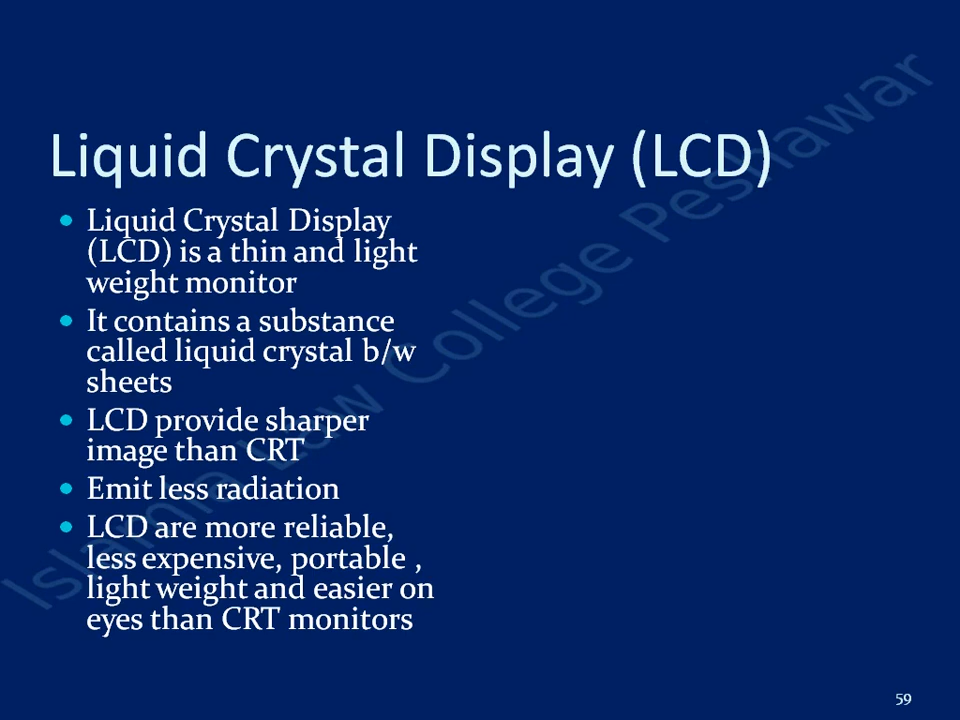 Liquid Crystal Display (LCD)
• Liquid Crystal Display
(LCD) is a thin and light
weight monitor
• It contains a substance
called liquid crystal b/w
sheets
• LCD provide sharper
image than CRT
• Emit less radiation
• LCD are more reliable,
less expensive, portable ,
light weight and easier on
eyes than CRT monitors
Islamia Law College Peshawar
59